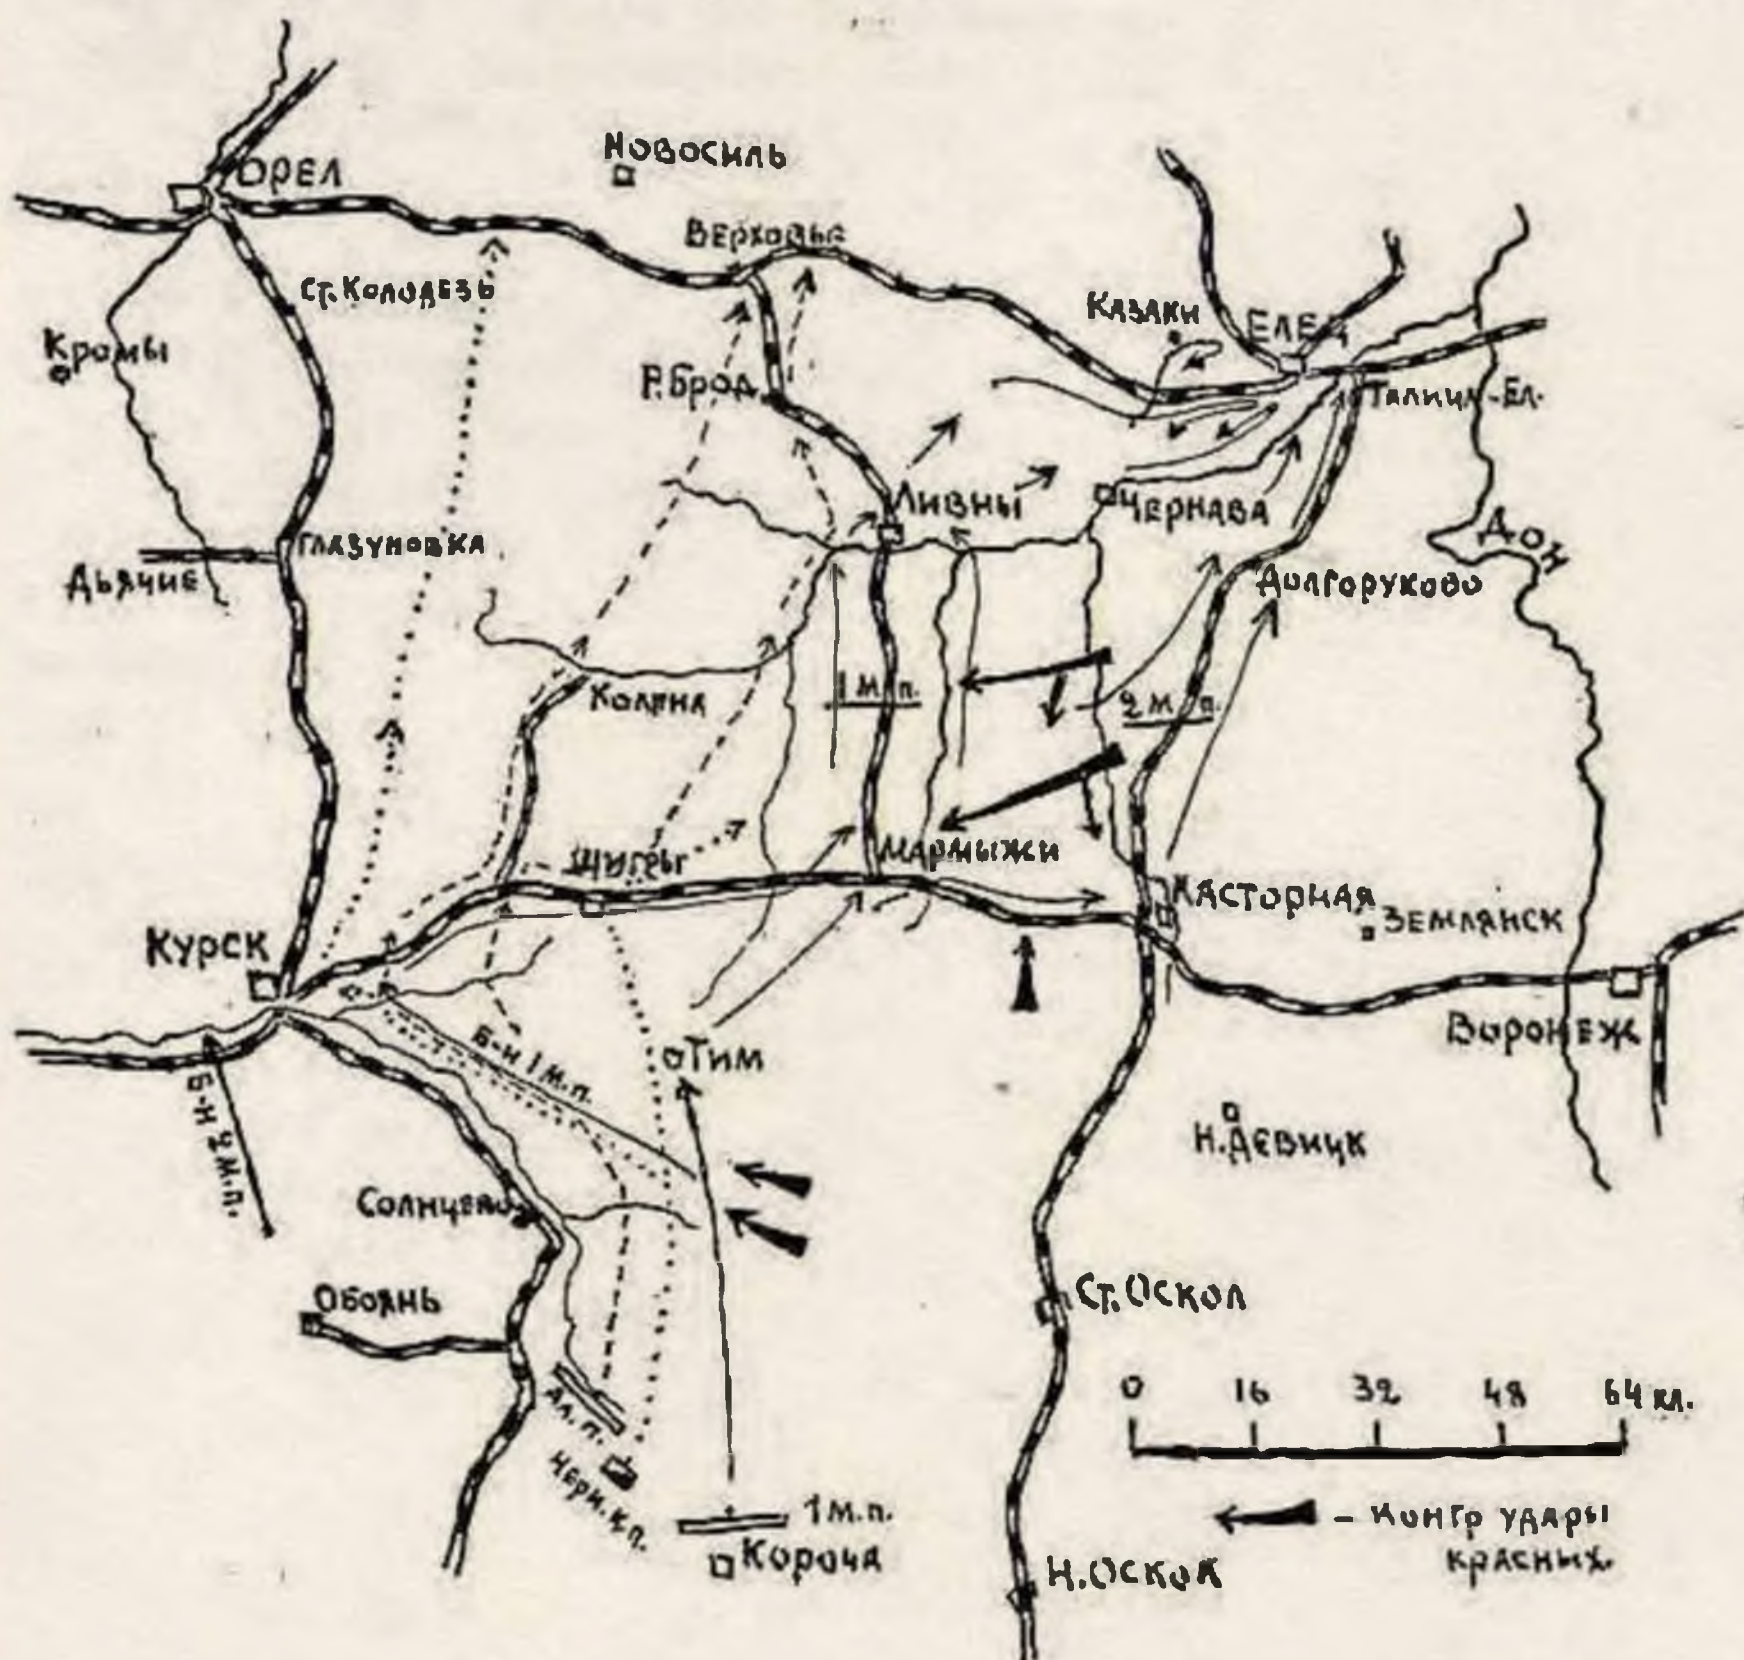 Новосиль
Орел
Верховье
Ст. Колодезь
Казаки
Елец
Кромы
Р. Брод
Талица-Ел.
Ливны
Чернава
Дон
Глазуновка
Дьячие
Долгоруково
Колпна
1 м. п.
2 м. п.
Щигры
Мармыжи
Касторная
Землянск
Курск
Воронеж
Б-н 1 м.п.
Тим
Б-н 2 м.п.
Н. Девицк
Солнцево
Обоянь
Ст. Оскол
0 16 32 48 64 кл.
Ал. п.
Черн. к п.
1 м.п.
Короча
– Контр удары
красных.
Н. Оскол